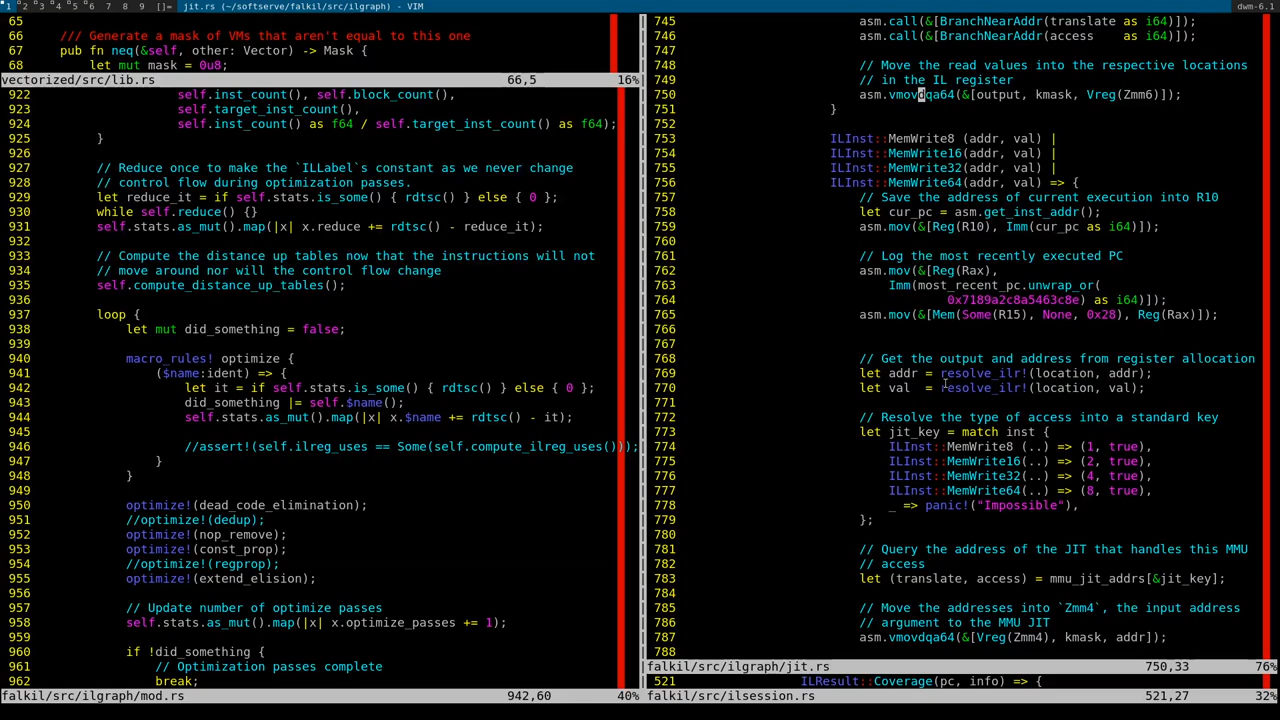 1 2 3 4 5 6 7 8 9 []= jit.rs (~/softserve/falkil/src/ilgraph) - VIM dwm-6.1
65
66 /// Generate a mask of VMs that aren't equal to this one
67 pub fn neq(&self, other: Vector) -> Mask {
68 let mut mask = 0u8;
vectorized/src/lib.rs 66,5 16%
922 self.inst_count(), self.block_count(),
923 self.target_inst_count(),
924 self.inst_count() as f64 / self.target_inst_count() as f64);
925 }
926
927 // Reduce once to make the `ILLabel`s constant as we never change
928 // control flow during optimization passes.
929 let reduce_it = if self.stats.is_some() { rdtsc() } else { 0 };
930 while self.reduce() {}
931 self.stats.as_mut().map(|x| x.reduce += rdtsc() - reduce_it);
932
933 // Compute the distance up tables now that the instructions will not
934 // move around nor will the control flow change
935 self.compute_distance_up_tables();
936
937 loop {
938 let mut did_something = false;
939
940 macro_rules! optimize {
941 ($name:ident) => {
942 let it = if self.stats.is_some() { rdtsc() } else { 0 };
943 did_something |= self.$name();
944 self.stats.as_mut().map(|x| x.$name += rdtsc() - it);
945
946 //assert!(self.ilreg_uses == Some(self.compute_ilreg_uses()));
947 }
948 }
949
950 optimize!(dead_code_elimination);
951 //optimize!(dedup);
952 optimize!(nop_remove);
953 optimize!(const_prop);
954 //optimize!(regprop);
955 optimize!(extend_elision);
956
957 // Update number of optimize passes
958 self.stats.as_mut().map(|x| x.optimize_passes += 1);
959
960 if !did_something {
961 // Optimization passes complete
962 break;
falkil/src/ilgraph/mod.rs 942,60 40%
745 asm.call(&[BranchNearAddr(translate as i64)]);
746 asm.call(&[BranchNearAddr(access as i64)]);
747
748 // Move the read values into the respective locations
749 // in the IL register
750 asm.vmovdqa64(&[output, kmask, Vreg(Zmm6)]);
751 }
752
753 ILInst::MemWrite8 (addr, val) |
754 ILInst::MemWrite16(addr, val) |
755 ILInst::MemWrite32(addr, val) |
756 ILInst::MemWrite64(addr, val) => {
757 // Save the address of current execution into R10
758 let cur_pc = asm.get_inst_addr();
759 asm.mov(&[Reg(R10), Imm(cur_pc as i64)]);
760
761 // Log the most recently executed PC
762 asm.mov(&[Reg(Rax),
763 Imm(most_recent_pc.unwrap_or(
764 0x7189a2c8a5463c8e) as i64)]);
765 asm.mov(&[Mem(Some(R15), None, 0x28), Reg(Rax)]);
766
767
768 // Get the output and address from register allocation
769 let addr = resolve_ilr!(location, addr);
770 let val = resolve_ilr!(location, val);
771
772 // Resolve the type of access into a standard key
773 let jit_key = match inst {
774 ILInst::MemWrite8 (..) => (1, true),
775 ILInst::MemWrite16(..) => (2, true),
776 ILInst::MemWrite32(..) => (4, true),
777 ILInst::MemWrite64(..) => (8, true),
778 _ => panic!("Impossible"),
779 };
780
781 // Query the address of the JIT that handles this MMU
782 // access
783 let (translate, access) = mmu_jit_addrs[&jit_key];
784
785 // Move the addresses into `Zmm4`, the input address
786 // argument to the MMU JIT
787 asm.vmovdqa64(&[Vreg(Zmm4), kmask, addr]);
788
falkil/src/ilgraph/jit.rs 750,33 76%
521 ILResult::Coverage(pc, info) => {
falkil/src/ilsession.rs 521,27 32%